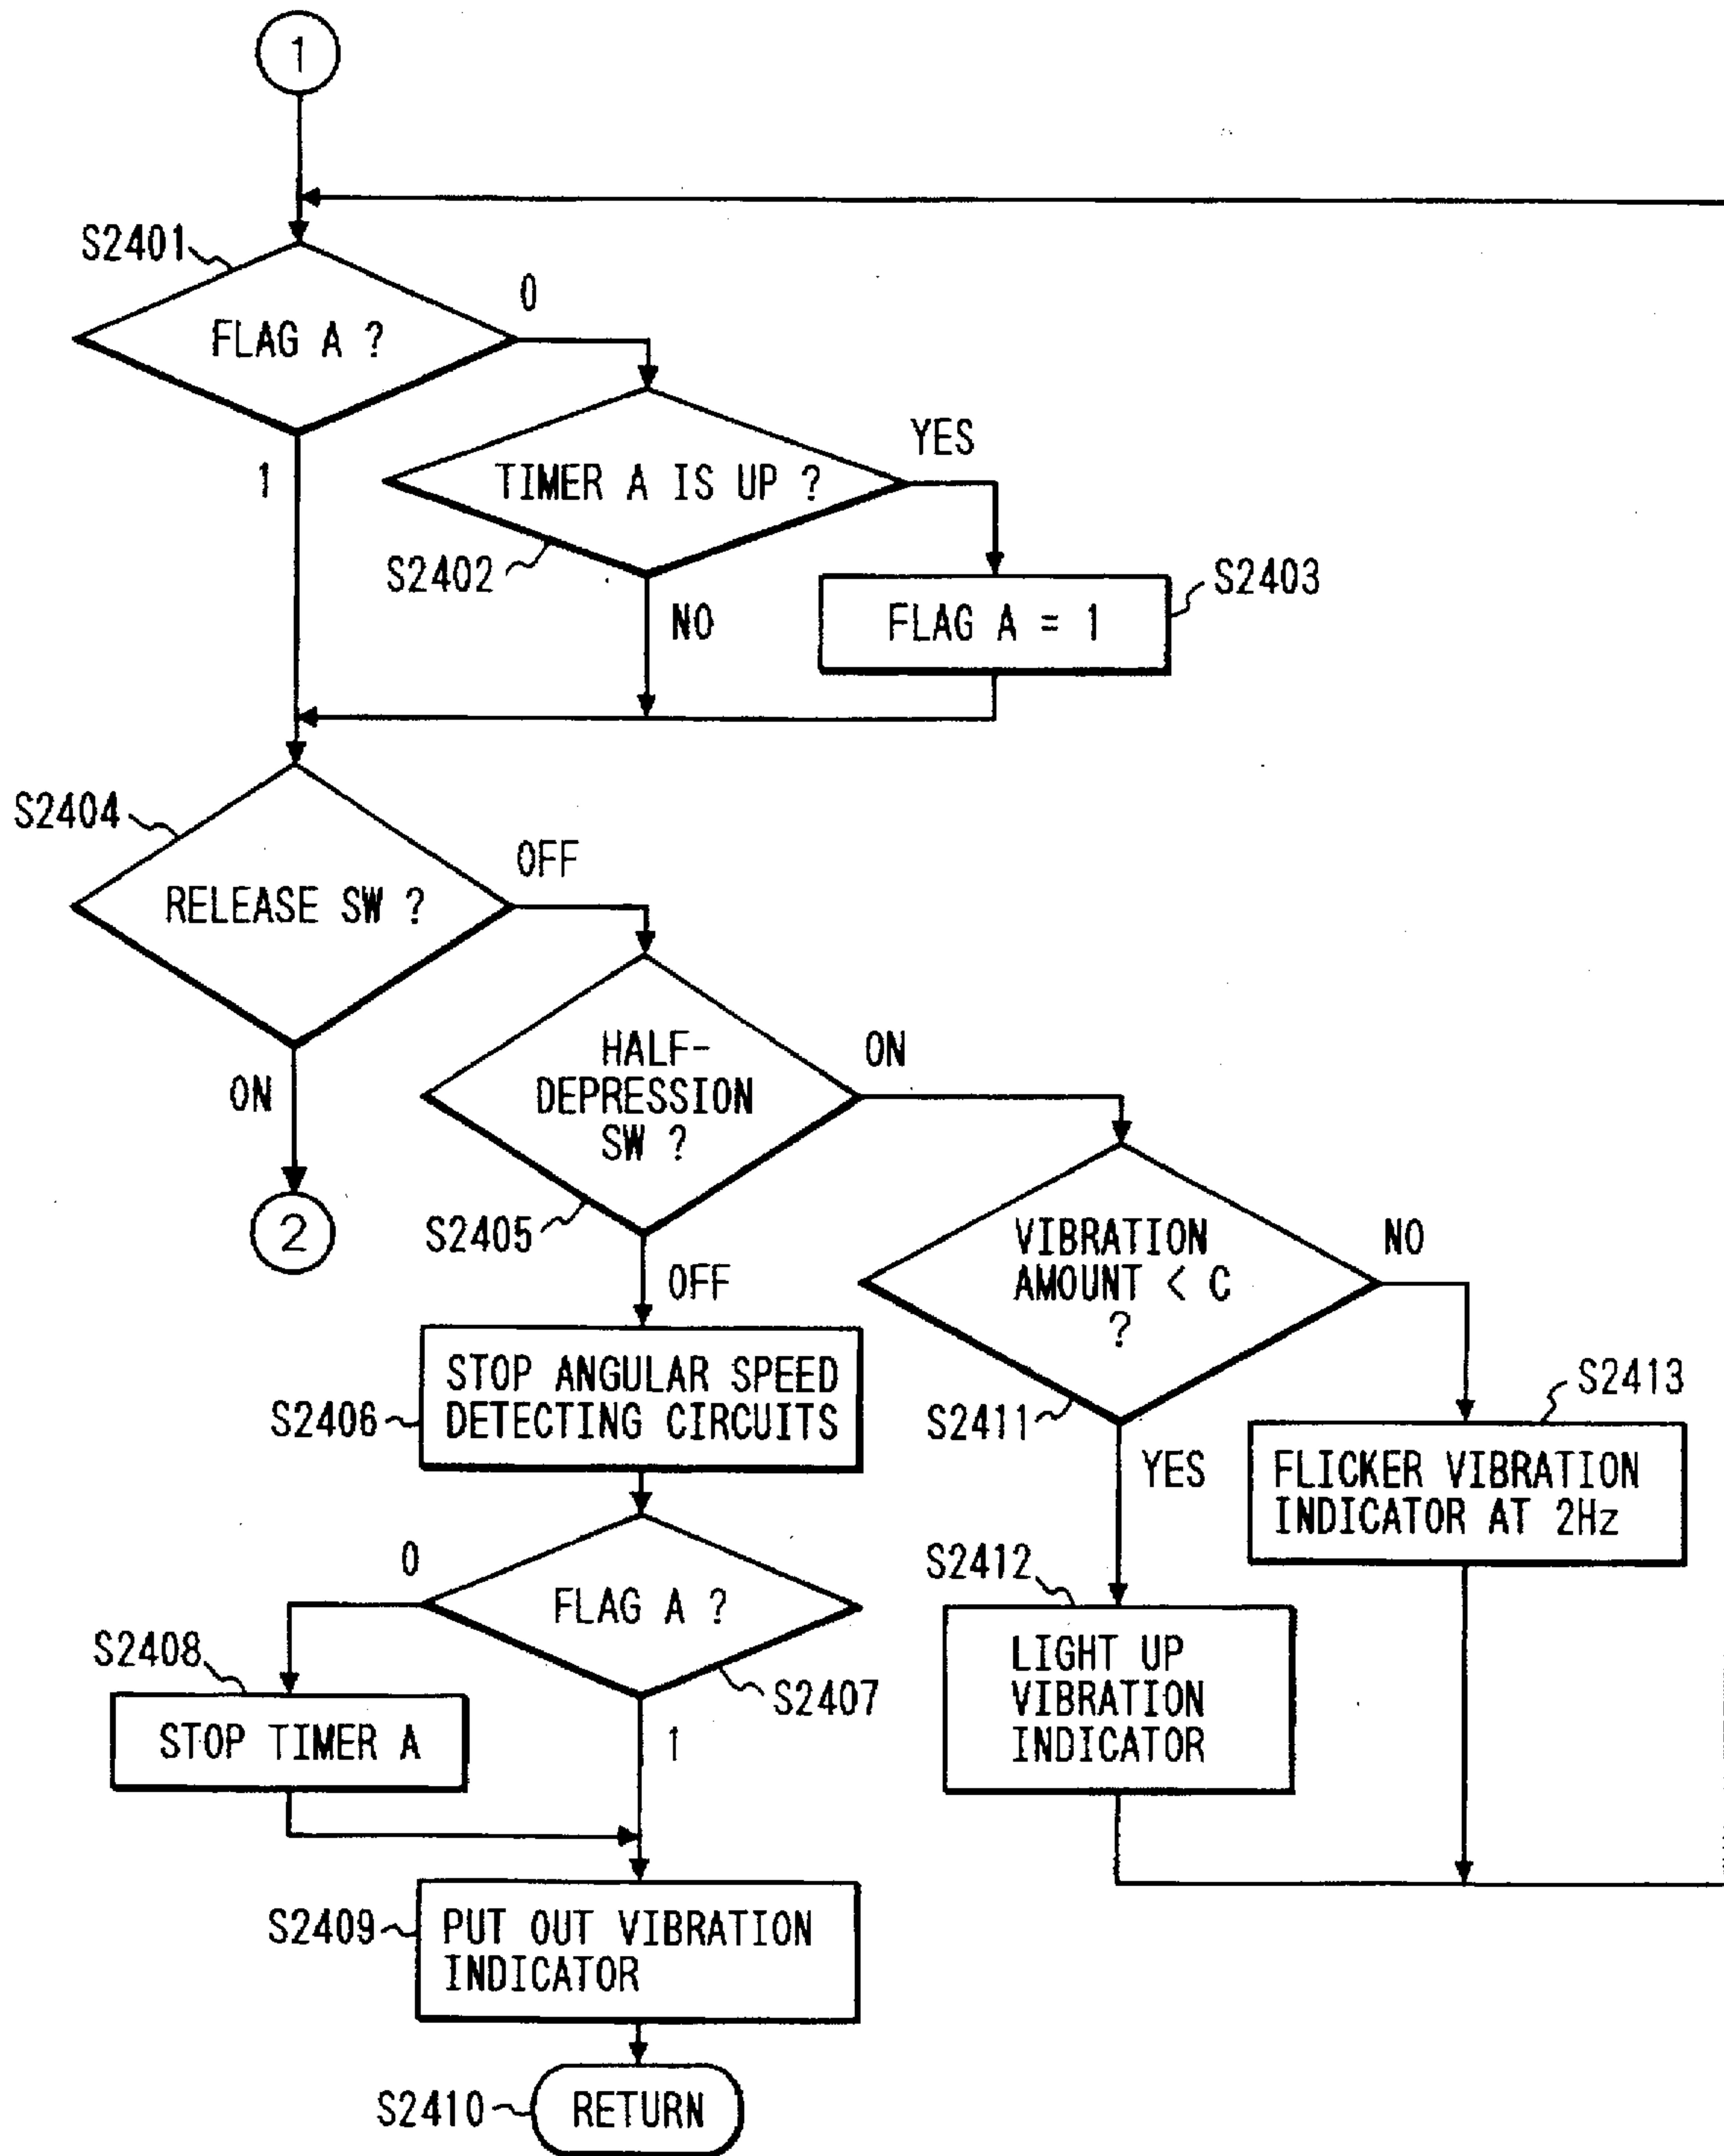 1
S2401
0
FLAG A ?
1
YES
TIMER A IS UP ?
S2402
NO
S2403
FLAG A = 1
S2404
OFF
RELEASE SW ?
ON
2
HALF-
DEPRESSION
SW ?
ON
S2405
OFF
VIBRATION
AMOUNT < C
?
NO
S2411
YES
STOP ANGULAR SPEED
DETECTING CIRCUITS
S2406
S2413
FLICKER VIBRATION
INDICATOR AT 2Hz
0
FLAG A ?
S2407
1
S2408
STOP TIMER A
S2412
LIGHT UP
VIBRATION
INDICATOR
S2409
PUT OUT VIBRATION
INDICATOR
S2410
RETURN